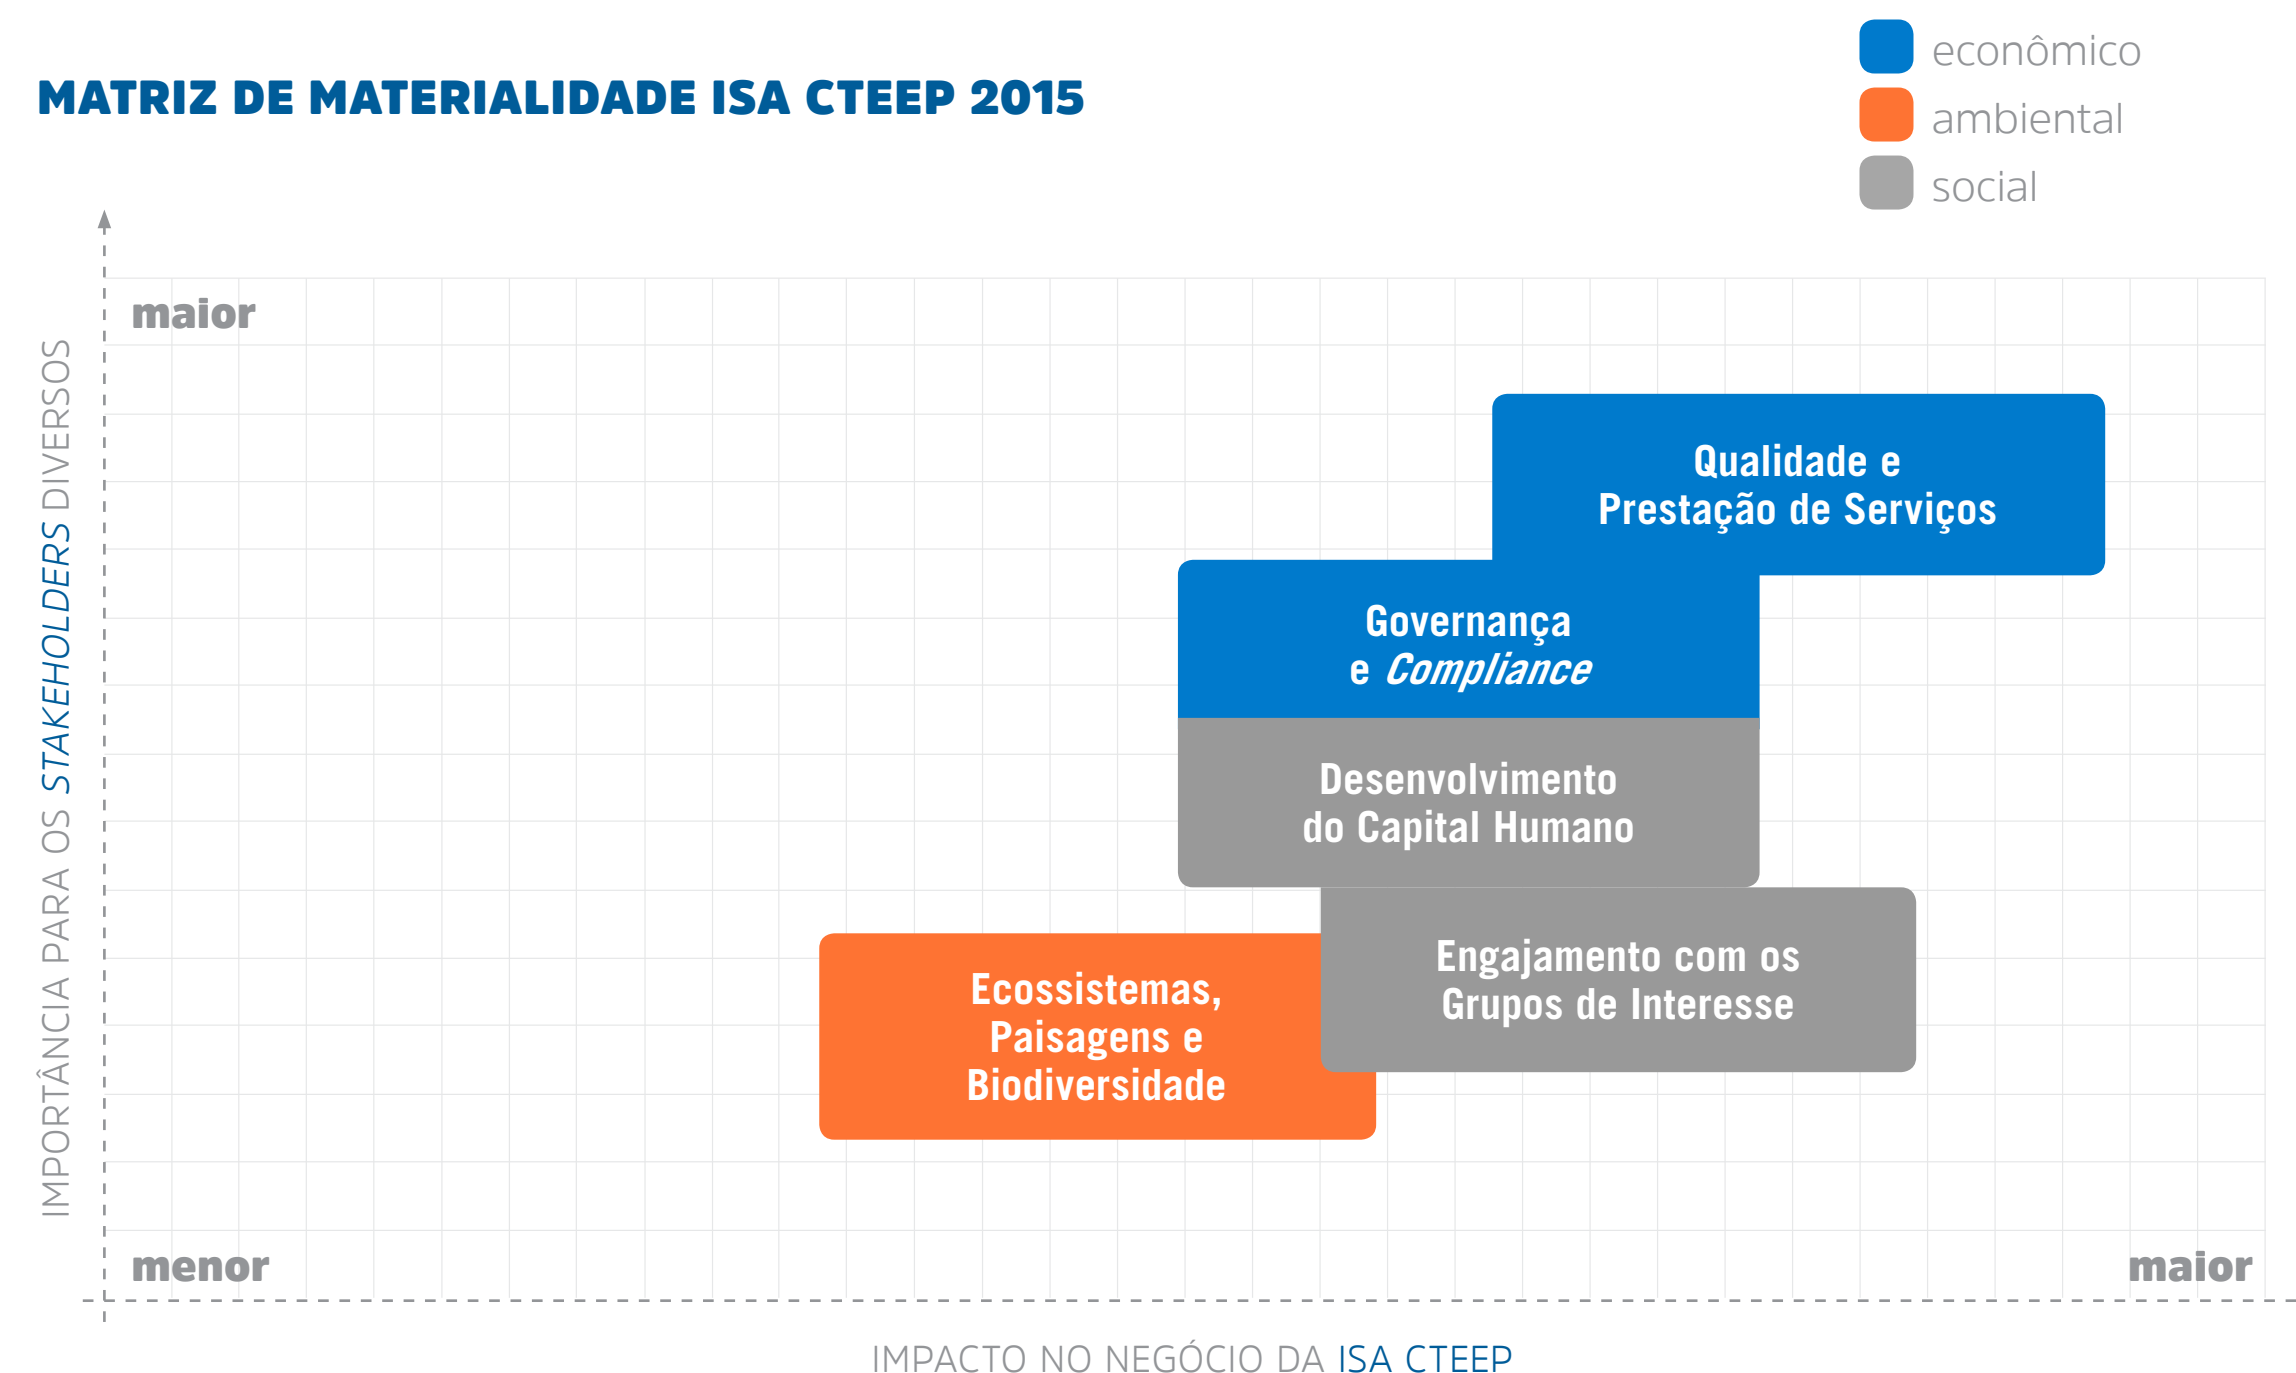 MATRIZ DE MATERIALIDADE ISA CTEEP 2015
econômico
ambiental
social
IMPORTÂNCIA PARA OS STAKEHOLDERS DIVERSOS
maior
Qualidade e
Prestação de Serviços
Governança
e Compliance
Desenvolvimento
do Capital Humano
Engajamento com os
Grupos de Interesse
Ecossistemas,
Paisagens e
Biodiversidade
menor
maior
IMPACTO NO NEGÓCIO DA ISA CTEEP